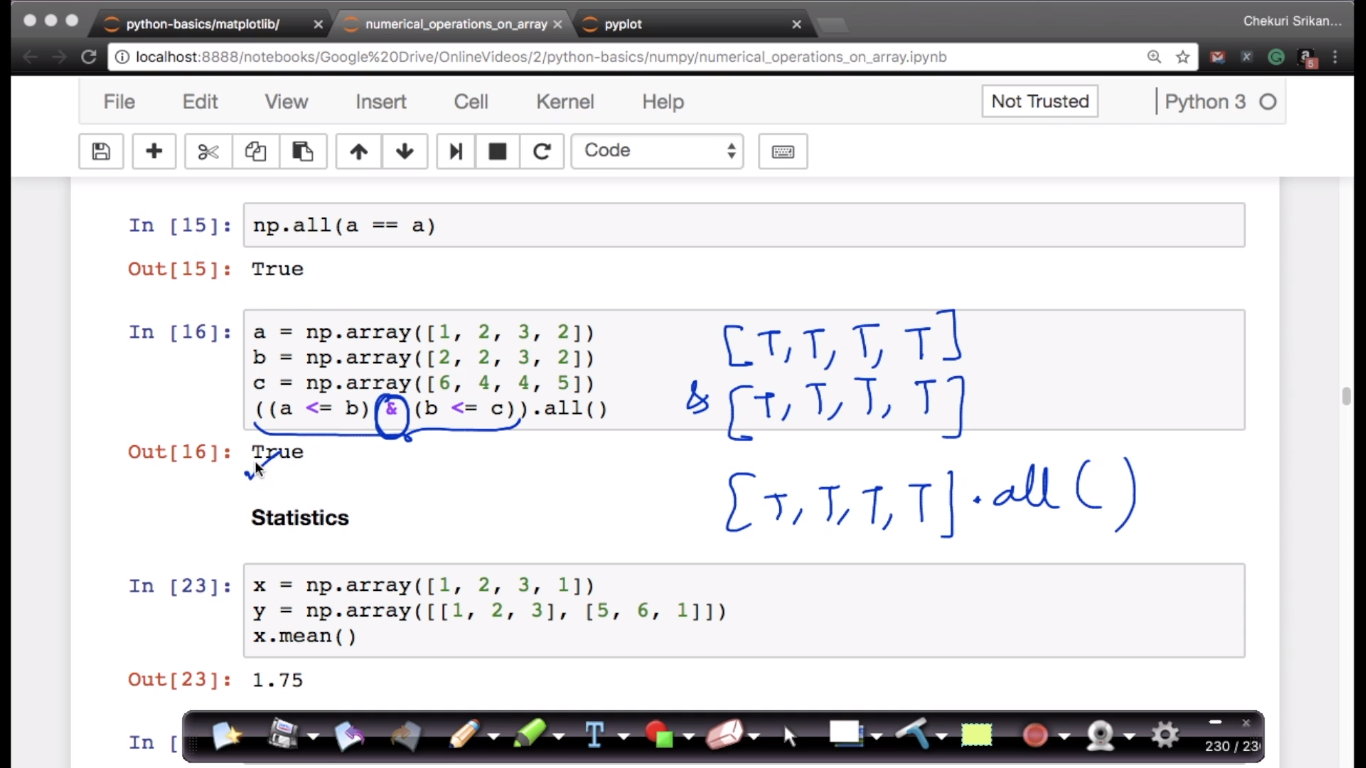 python-basics/matplotlib/ numerical_operations_on_array pyplot Chekuri Srikan...
localhost:8888/notebooks/Google%20Drive/OnlineVideos/2/python-basics/numpy/numerical_operations_on_array.ipynb
File Edit View Insert Cell Kernel Help Not Trusted Python 3
Code
In [15]: np.all(a == a)
Out[15]: True
In [16]: a = np.array([1, 2, 3, 2])
b = np.array([2, 2, 3, 2])
c = np.array([6, 4, 4, 5])
((a <= b) & (b <= c)).all()
[T, T, T, T]
& [T, T, T, T]
Out[16]: True
[T, T, T, T].all()
Statistics
In [23]: x = np.array([1, 2, 3, 1])
y = np.array([[1, 2, 3], [5, 6, 1]])
x.mean()
Out[23]: 1.75
In [
T
230 / 23